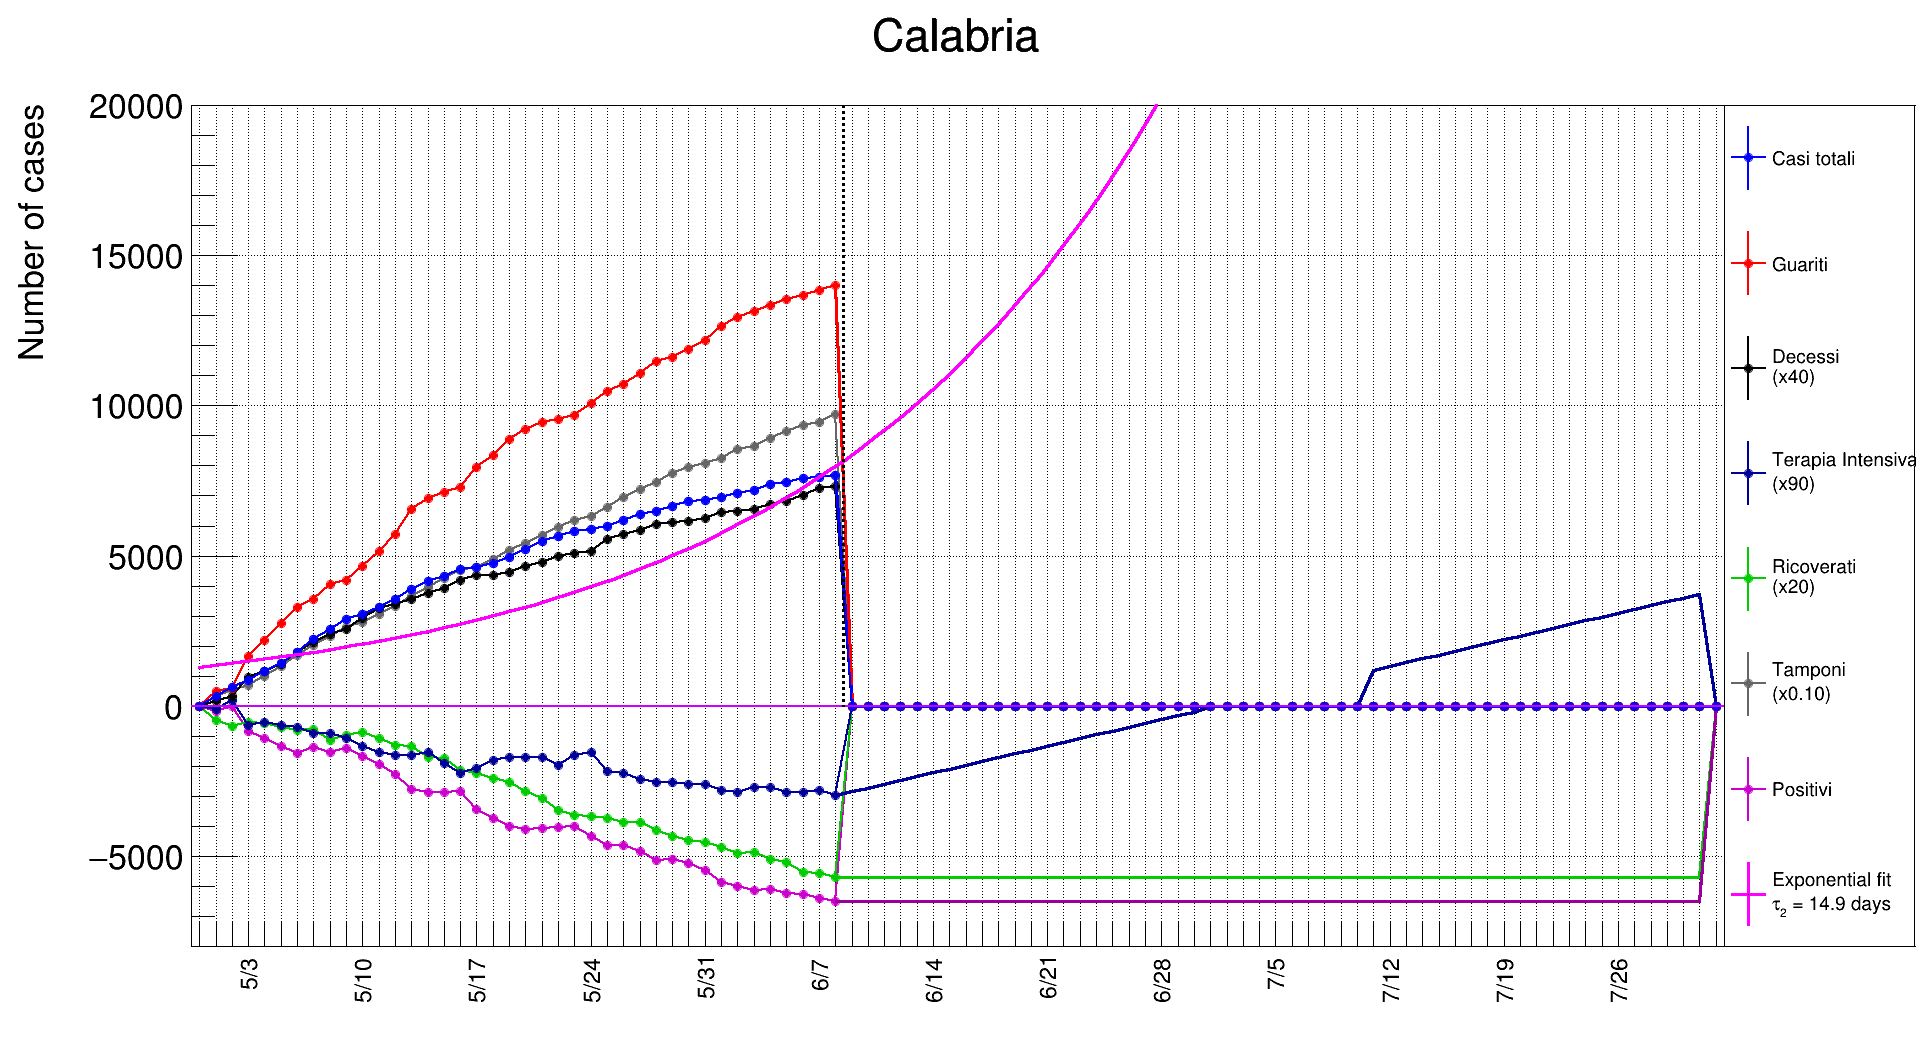 Calabria
Number of cases
20000
15000
10000
5000
0
−5000
5/3
5/10
5/17
5/24
5/31
6/7
6/14
6/21
6/28
7/5
7/12
7/19
7/26
Casi totali
Guariti
Decessi
(x40)
Terapia Intensiva
(x90)
Ricoverati
(x20)
Tamponi
(x0.10)
Positivi
Exponential fit
τ2 = 14.9 days